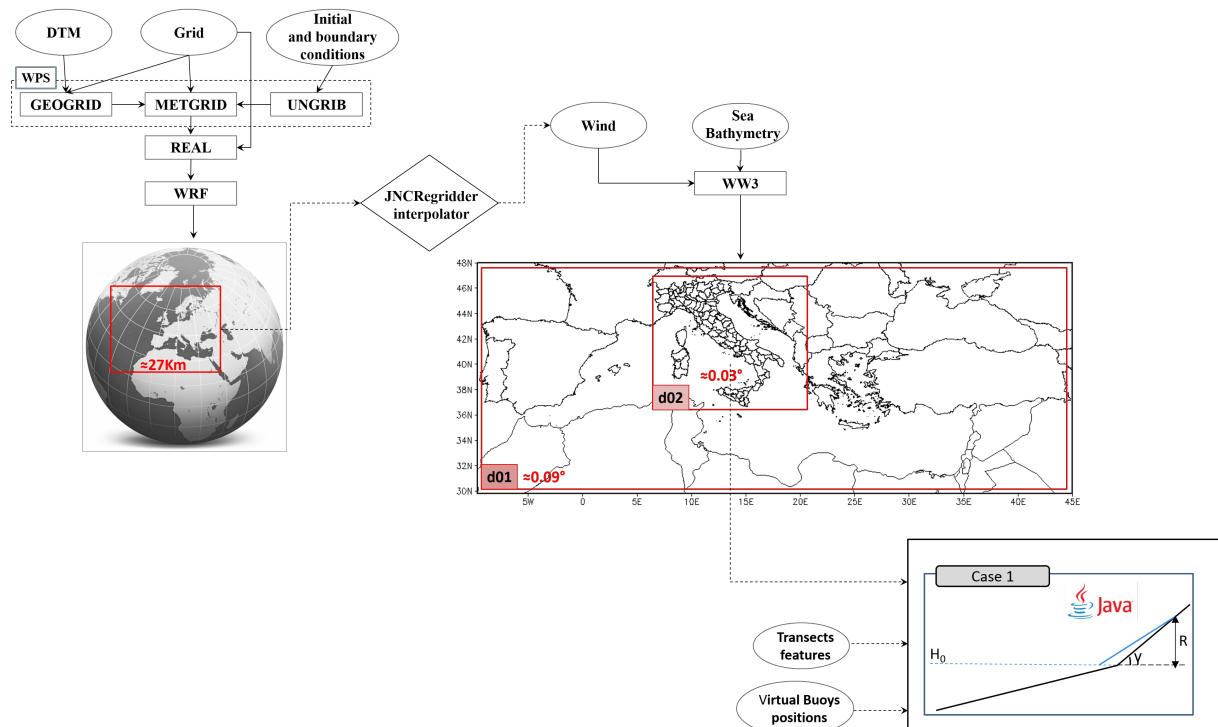 DTM
Grid
Initial
and boundary
conditions
WPS
GEOGRID
METGRID
UNGRIB
REAL
WRF
≈27Km
JNCRegridder
interpolator
Wind
Sea
Bathymetry
WW3
48N
46N
44N
42N
40N
38N
36N
34N
32N
30N
≈0.03°
d02
d01
≈0.09°
5W
0
5E
10E
15E
20E
25E
30E
35E
40E
45E
Case 1
Java
H0
γ
R
Transects
features
Virtual Buoys
positions